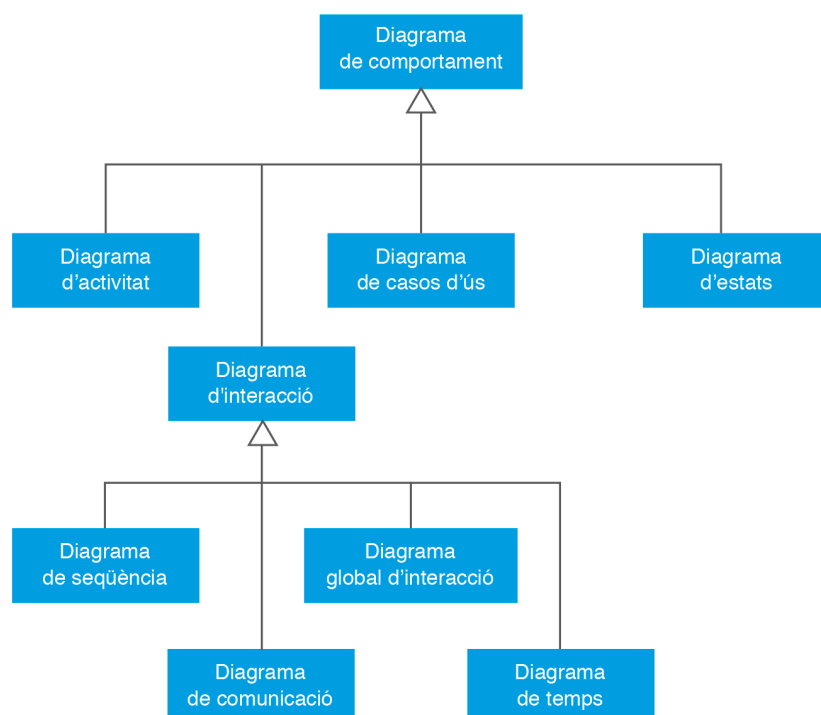 Diagrama
de comportament
Diagrama
d’activitat
Diagrama
de casos d’ús
Diagrama
d’estats
Diagrama
d'interacció
Diagrama
de seqüència
Diagrama
global d’interacció
Diagrama
de comunicació
Diagrama
de temps